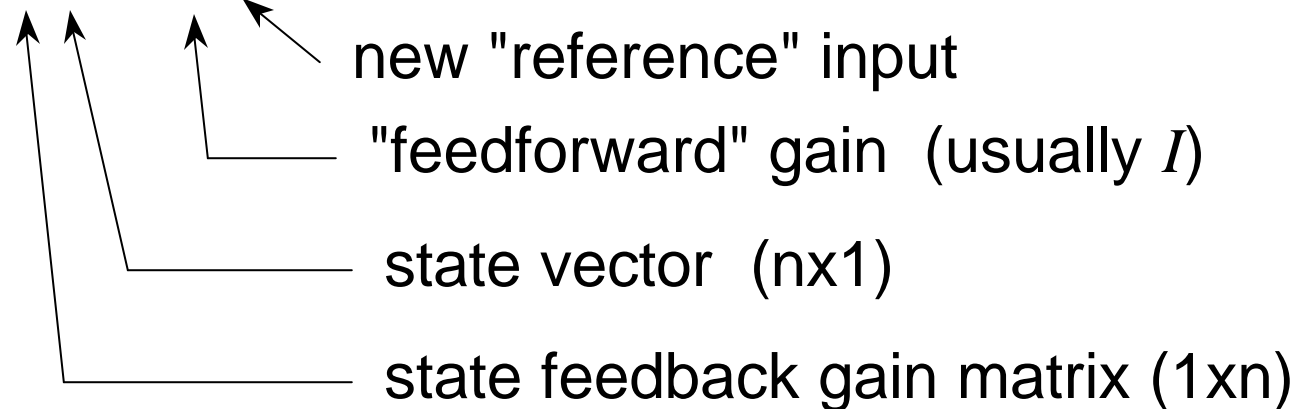 new "reference" input
"feedforward" gain (usually I)
state vector (nx1)
state feedback gain matrix (1xn)